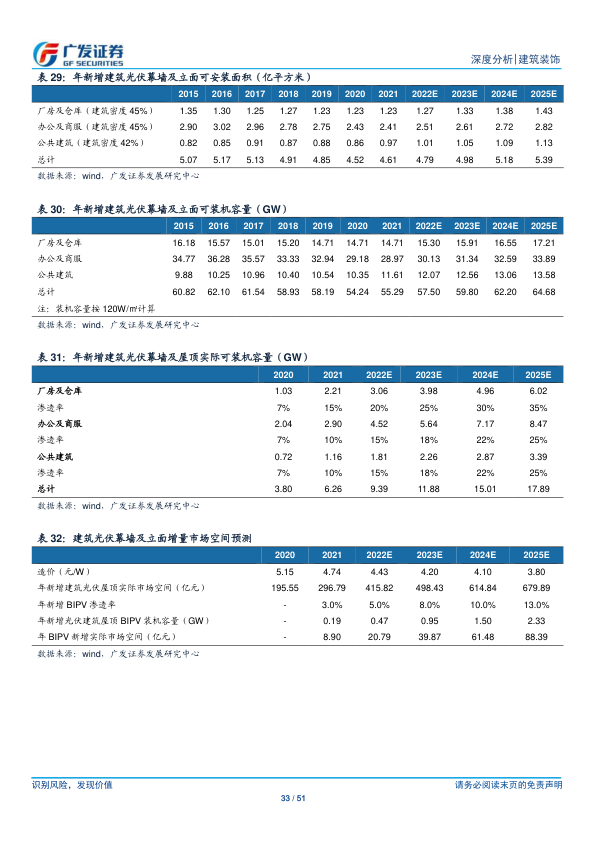 广发证券
GF SECURITIES
深度分析|建筑装饰
表 29：年新增建筑光伏幕墙及立面可安装面积（亿平方米）
2015 2016 2017 2018 2019 2020 2021 2022E 2023E 2024E 2025E
厂房及仓库（建筑密度 45%） 1.35 1.30 1.25 1.27 1.23 1.23 1.23 1.27 1.33 1.38 1.43
办公及商服（建筑密度 45%） 2.90 3.02 2.96 2.78 2.75 2.43 2.41 2.51 2.61 2.72 2.82
公共建筑（建筑密度 42%） 0.82 0.85 0.91 0.87 0.88 0.86 0.97 1.01 1.05 1.09 1.13
总计 5.07 5.17 5.13 4.91 4.85 4.52 4.61 4.79 4.98 5.18 5.39
数据来源：wind，广发证券发展研究中心
表 30：年新增建筑光伏幕墙及立面可装机容量（GW）
2015 2016 2017 2018 2019 2020 2021 2022E 2023E 2024E 2025E
厂房及仓库 16.18 15.57 15.01 15.20 14.71 14.71 14.71 15.30 15.91 16.55 17.21
办公及商服 34.77 36.28 35.57 33.33 32.94 29.18 28.97 30.13 31.34 32.59 33.89
公共建筑 9.88 10.25 10.96 10.40 10.54 10.35 11.61 12.07 12.56 13.06 13.58
总计 60.82 62.10 61.54 58.93 58.19 54.24 55.29 57.50 59.80 62.20 64.68
注：装机容量按 120W/㎡计算
数据来源：wind，广发证券发展研究中心
表 31：年新增建筑光伏幕墙及屋顶实际可装机容量（GW）
2020 2021 2022E 2023E 2024E 2025E
厂房及仓库 1.03 2.21 3.06 3.98 4.96 6.02
渗透率 7% 15% 20% 25% 30% 35%
办公及商服 2.04 2.90 4.52 5.64 7.17 8.47
渗透率 7% 10% 15% 18% 22% 25%
公共建筑 0.72 1.16 1.81 2.26 2.87 3.39
渗透率 7% 10% 15% 18% 22% 25%
总计 3.80 6.26 9.39 11.88 15.01 17.89
数据来源：wind，广发证券发展研究中心
表 32：建筑光伏幕墙及立面增量市场空间预测
2020 2021 2022E 2023E 2024E 2025E
造价（元/W） 5.15 4.74 4.43 4.20 4.10 3.80
年新增建筑光伏屋顶实际市场空间（亿元） 195.55 296.79 415.82 498.43 614.84 679.89
年新增 BIPV 渗透率 - 3.0% 5.0% 8.0% 10.0% 13.0%
年新增光伏建筑屋顶 BIPV 装机容量（GW） - 0.19 0.47 0.95 1.50 2.33
年 BIPV 新增实际市场空间（亿元） - 8.90 20.79 39.87 61.48 88.39
数据来源：wind，广发证券发展研究中心
识别风险，发现价值
请务必阅读末页的免责声明
33 / 51